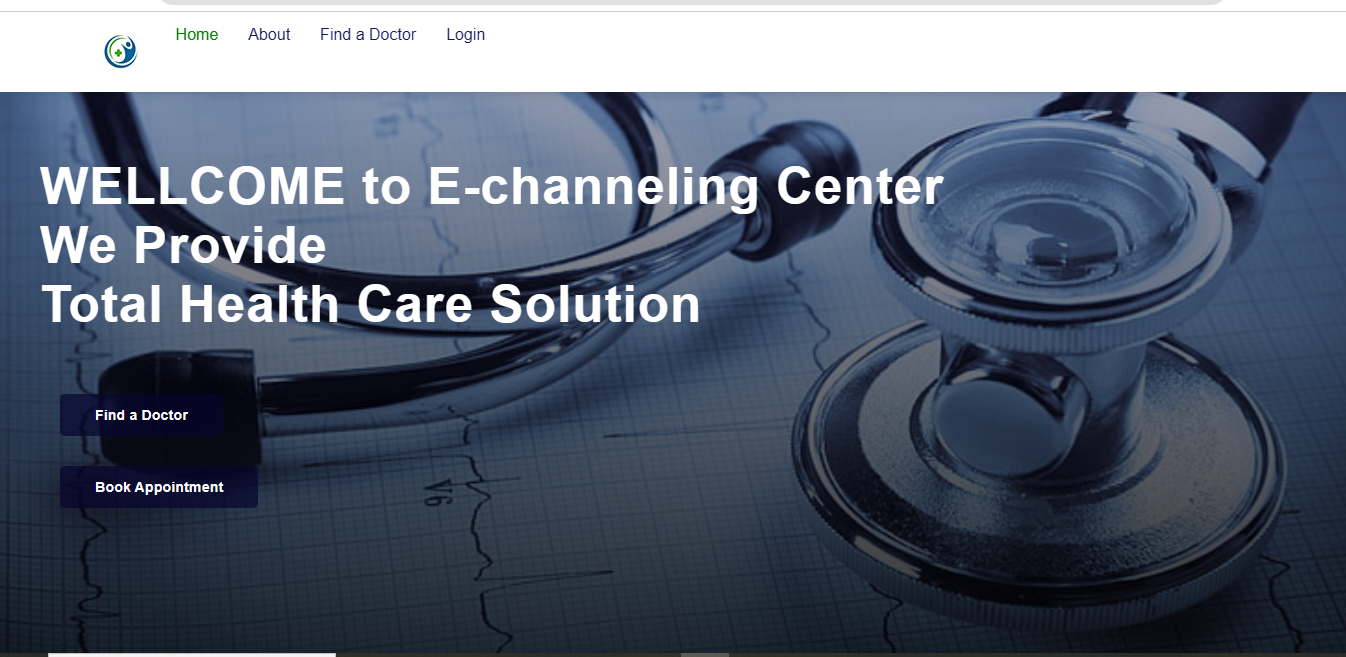 Home About Find a Doctor Login
WELLCOME to E-channeling Center
We Provide
Total Health Care Solution
Find a Doctor
Book Appointment